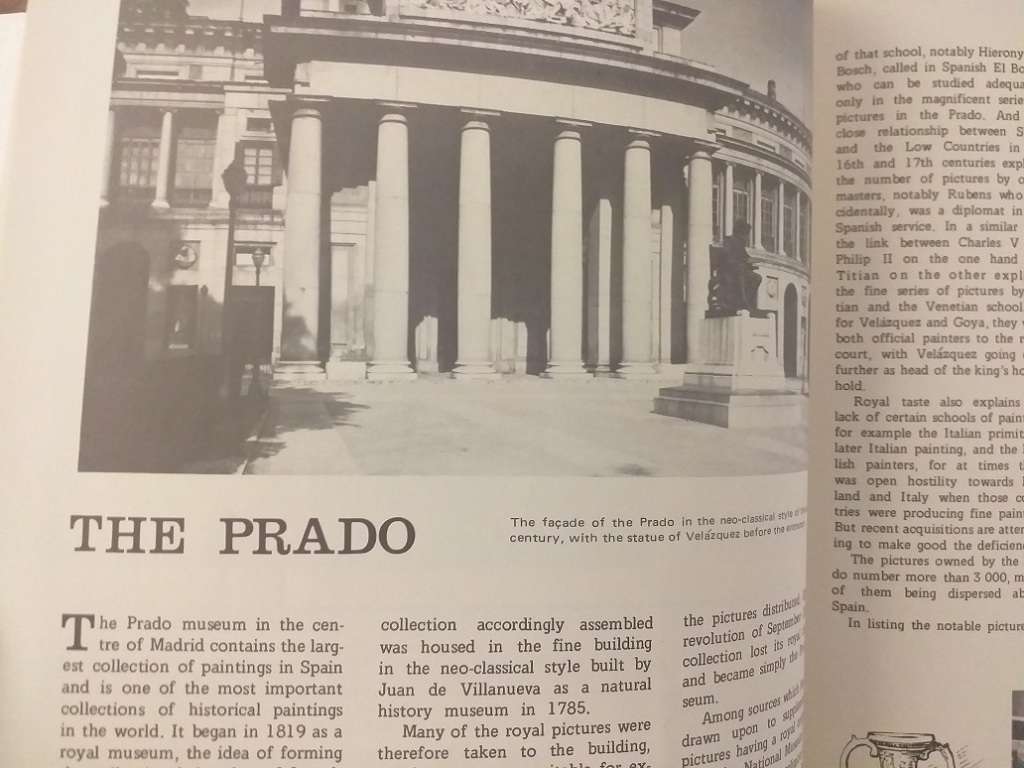 THE PRADO
The façade of the Prado in the neo-classical style of
century, with the statue of Velázquez before the
The Prado museum in the cen-
tre of Madrid contains the larg-
est collection of paintings in Spain
and is one of the most important
collections of historical paintings
in the world. It began in 1819 as a
royal museum, the idea of forming
collection accordingly assembled
was housed in the fine building
in the neo-classical style built by
Juan de Villanueva as a natural
history museum in 1785.
Many of the royal pictures were
therefore taken to the building,
the pictures distributed
revolution of September
collection lost its
and became simply the
seum.
Among sources which
drawn upon to
pictures having a royal
National
of that school, notably Hierony
Bosch, called in Spanish El Bo
who can be studied adequa
only in the magnificent serie
pictures in the Prado. And
close relationship between S
and the Low Countries in
16th and 17th centuries expl
the number of pictures by o
masters, notably Rubens who
cidentally, was a diplomat in
Spanish service. In a similar
the link between Charles V
Philip II on the one hand
Titian on the other expl
the fine series of pictures by
tian and the Venetian school
for Velázquez and Goya, they
both official painters to the r
court, with Velázquez going
further as head of the king's ho
hold.
Royal taste also explains
lack of certain schools of pain
for example the Italian primit
later Italian painting, and the
lish painters, for at times t
was open hostility towards
land and Italy when those co
tries were producing fine pain
But recent acquisitions are attem
ing to make good the deficien
The pictures owned by the
do number more than 3 000, m
of them being dispersed ab
Spain.
In listing the notable picture